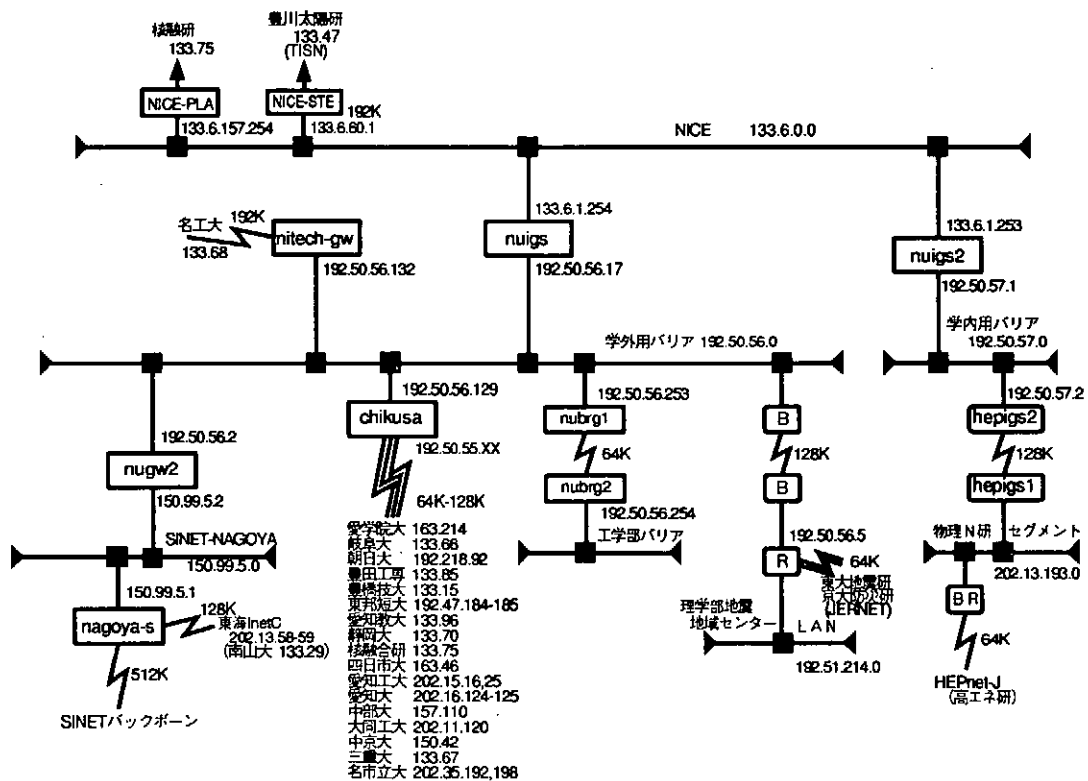 核融研
133.75
豊川太陽研
133.47
(TISN)
NICE-PLA
NICE-STE
192K
133.6.157.254
133.6.60.1
NICE 133.6.0.0
名工大
192K
133.68
nitech-gw
192.50.56.132
133.6.1.254
nuigs
192.50.56.17
133.6.1.253
nuigs2
192.50.57.1
学外用バリア 192.50.56.0
学内用バリア
192.50.57.0
192.50.56.2
nugw2
150.99.5.2
SINET-NAGOYA
150.99.5.0
150.99.5.1
nagoya-s
128K
東海InetC
202.13.58-59
(南山大 133.29)
512K
SINETバックボーン
192.50.56.129
chikusa
192.50.55.XX
64K-128K
愛学院大 163.214
岐阜大 133.66
朝日大 192.218.92
豊田工専 133.85
豊橋技大 133.15
東邦短大 192.47.184-185
愛知教大 133.96
静岡大 133.70
核融合研 133.75
四日市大 163.46
愛知工大 202.15.16,25
愛知大 202.16.124-125
中部大 157.110
大同工大 202.11.120
中京大 150.42
三重大 133.67
名市立大 202.35.192,198
192.50.56.253
nubrg1
64K
nubrg2
192.50.56.254
工学部バリア
B
128K
B
192.50.56.5
R
64K
東大地震研
京大防災研
(JERNET)
理学部地震
地域センター
LAN
192.51.214.0
192.50.57.2
hepigs2
128K
hepigs1
物理N研 セグメント
202.13.193.0
BR
64K
HEPnet-J
(高エネ研)